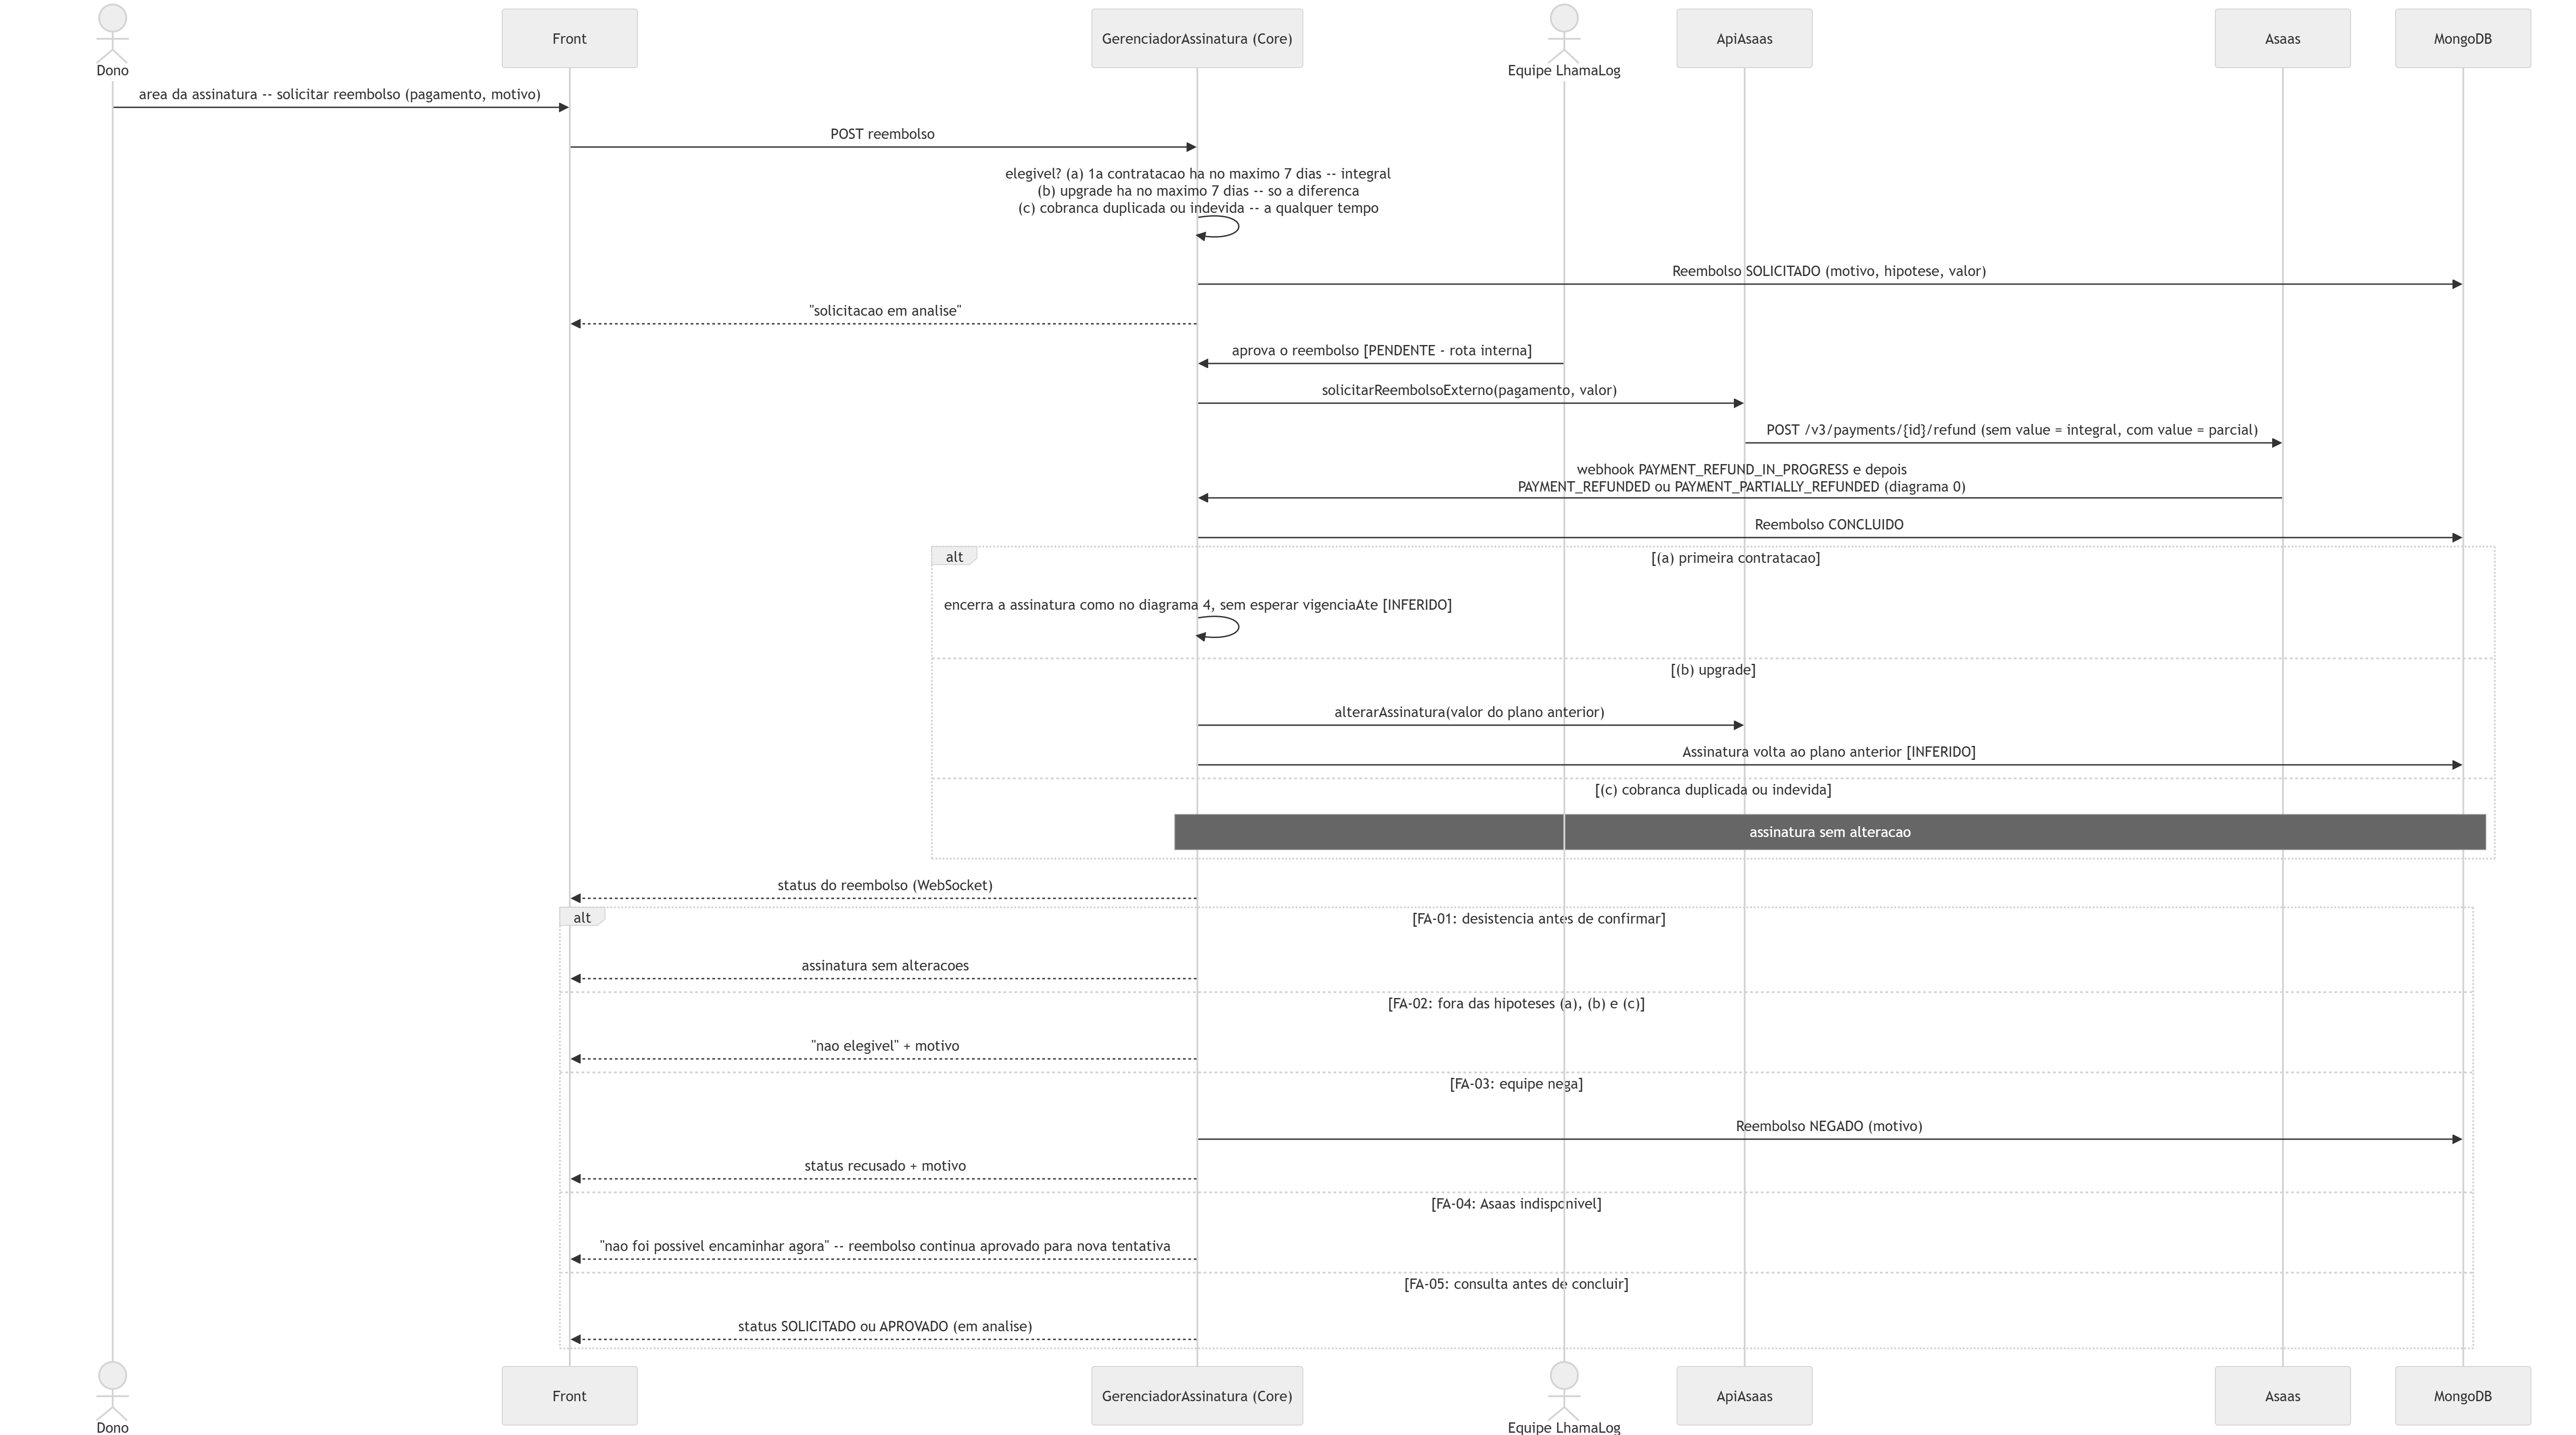 Dono
Front
GerenciadorAssinatura (Core)
Equipe LhamaLog
ApiAsaas
Asaas
MongoDB
area da assinatura -- solicitar reembolso (pagamento, motivo)
POST reembolso
elegivel? (a) 1a contratacao ha no maximo 7 dias -- integral
(b) upgrade ha no maximo 7 dias -- so a diferenca
(c) cobranca duplicada ou indevida -- a qualquer tempo
Reembolso SOLICITADO (motivo, hipotese, valor)
"solicitacao em analise"
aprova o reembolso [PENDENTE - rota interna]
solicitarReembolsoExterno(pagamento, valor)
POST /v3/payments/{id}/refund (sem value = integral, com value = parcial)
webhook PAYMENT_REFUND_IN_PROGRESS e depois
PAYMENT_REFUNDED ou PAYMENT_PARTIALLY_REFUNDED (diagrama 0)
Reembolso CONCLUIDO
alt
[(a) primeira contratacao]
encerra a assinatura como no diagrama 4, sem esperar vigenciaAte [INFERIDO]
[(b) upgrade]
alterarAssinatura(valor do plano anterior)
Assinatura volta ao plano anterior [INFERIDO]
[(c) cobranca duplicada ou indevida]
assinatura sem alteracao
status do reembolso (WebSocket)
alt
[FA-01: desistencia antes de confirmar]
assinatura sem alteracoes
[FA-02: fora das hipoteses (a), (b) e (c)]
"nao elegivel" + motivo
[FA-03: equipe nega]
Reembolso NEGADO (motivo)
status recusado + motivo
[FA-04: Asaas indisponivel]
"nao foi possivel encaminhar agora" -- reembolso continua aprovado para nova tentativa
[FA-05: consulta antes de concluir]
status SOLICITADO ou APROVADO (em analise)
Dono
Front
GerenciadorAssinatura (Core)
Equipe LhamaLog
ApiAsaas
Asaas
MongoDB